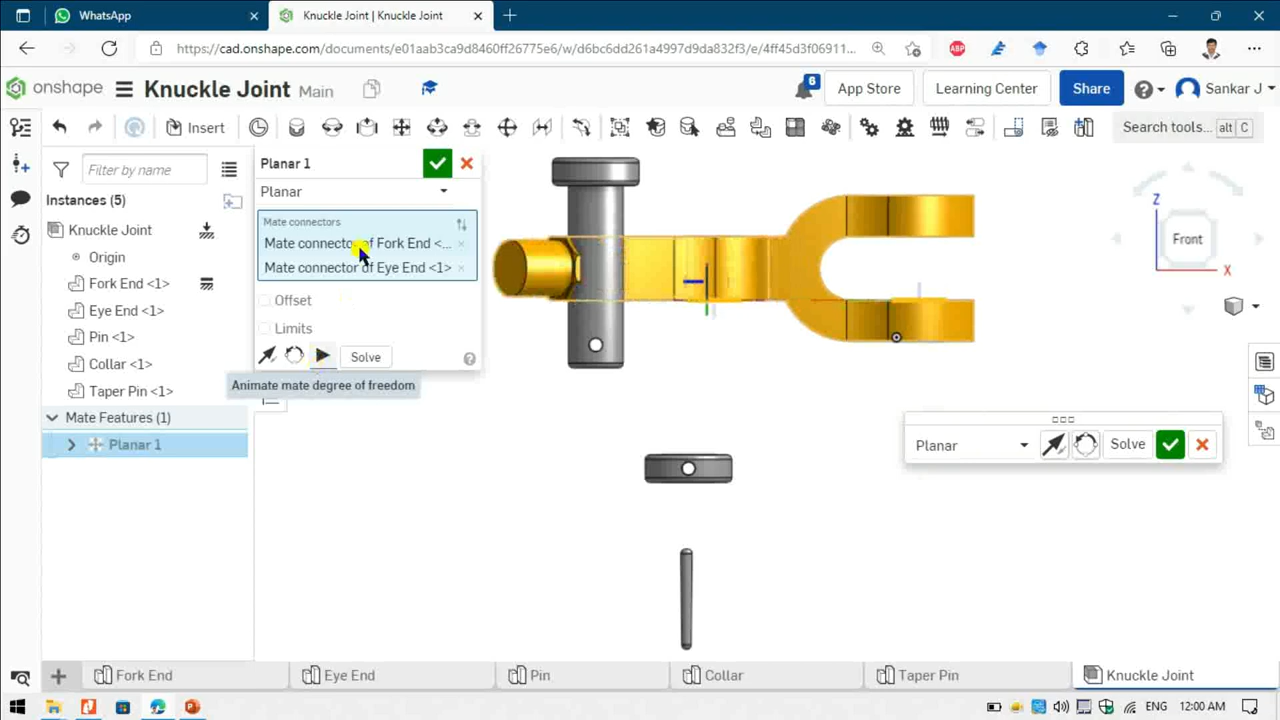 WhatsApp
Knuckle Joint | Knuckle Joint
https://cad.onshape.com/documents/e01aab3ca9d8460ff26775e6/w/d6bc6dd261a4997d9da832f3/e/4ff45d3f06911...
ABP
onshape
Knuckle Joint
Main
6
App Store
Learning Center
Share
Sankar J
Insert
Search tools...
alt
C
Filter by name
Instances (5)
Knuckle Joint
Origin
Fork End <1>
Eye End <1>
Pin <1>
Collar <1>
Taper Pin <1>
Mate Features (1)
Planar 1
Planar 1
Planar
Mate connectors
Mate connector of Fork End <...
Mate connector of Eye End <1>
Offset
Limits
Solve
Animate mate degree of freedom
Z
Front
X
Planar
Solve
Fork End
Eye End
Pin
Collar
Taper Pin
Knuckle Joint
ENG
12:00 AM